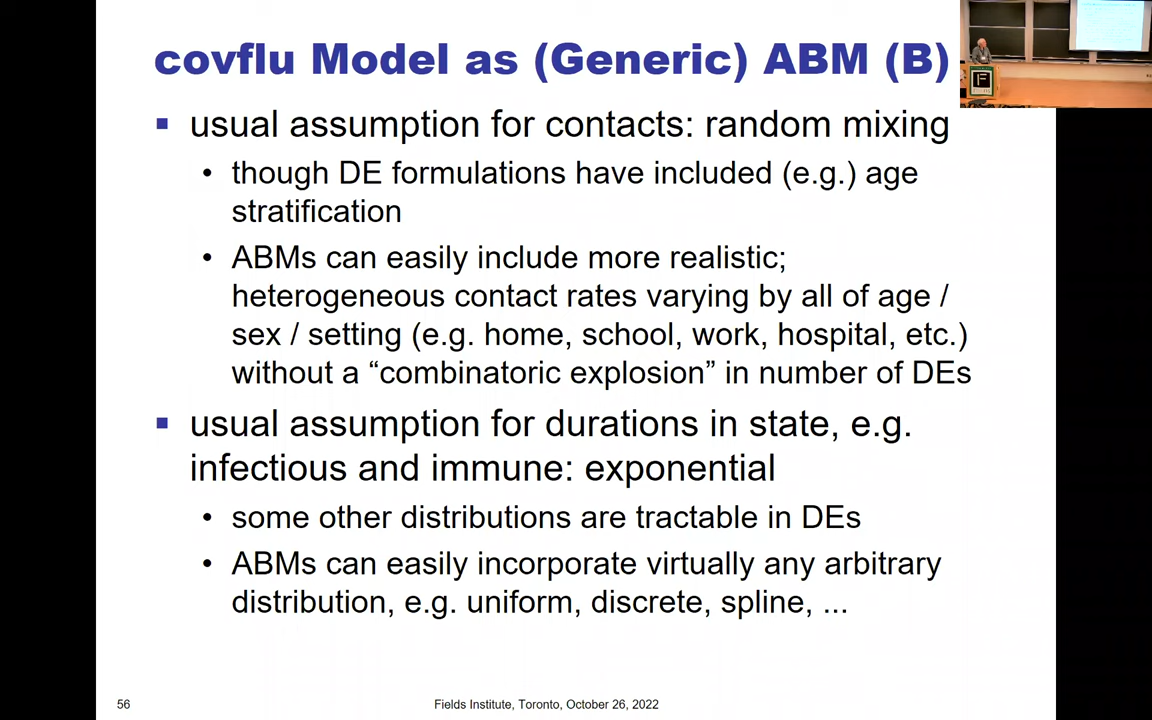 covflu Model as (Generic) ABM (B)
▪ usual assumption for contacts: random mixing
• though DE formulations have included (e.g.) age
stratification
• ABMs can easily include more realistic;
heterogeneous contact rates varying by all of age /
sex / setting (e.g. home, school, work, hospital, etc.)
without a “combinatoric explosion” in number of DEs
▪ usual assumption for durations in state, e.g.
infectious and immune: exponential
• some other distributions are tractable in DEs
• ABMs can easily incorporate virtually any arbitrary
distribution, e.g. uniform, discrete, spline, ...
56
Fields Institute, Toronto, October 26, 2022